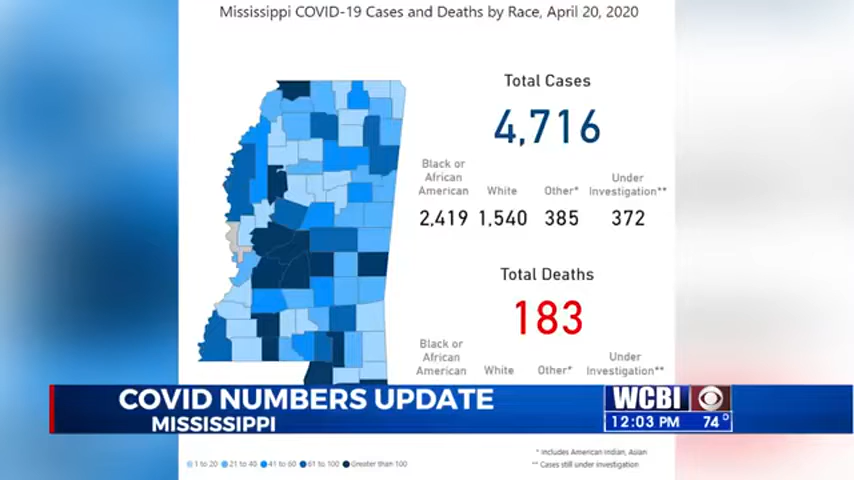 Mississippi COVID-19 Cases and Deaths by Race, April 20, 2020
Total Cases
4,716
Black or
African
American
White
Other*
Under
Investigation**
2,419
1,540
385
372
Total Deaths
183
Black or
African
American
White
Other*
Under
Investigation**
COVID NUMBERS UPDATE
MISSISSIPPI
WCBI
12:03 PM 74°
* Includes American Indian, Asian
** Cases still under investigation
1 to 20 21 to 40 41 to 60 61 to 100 Greater than 100